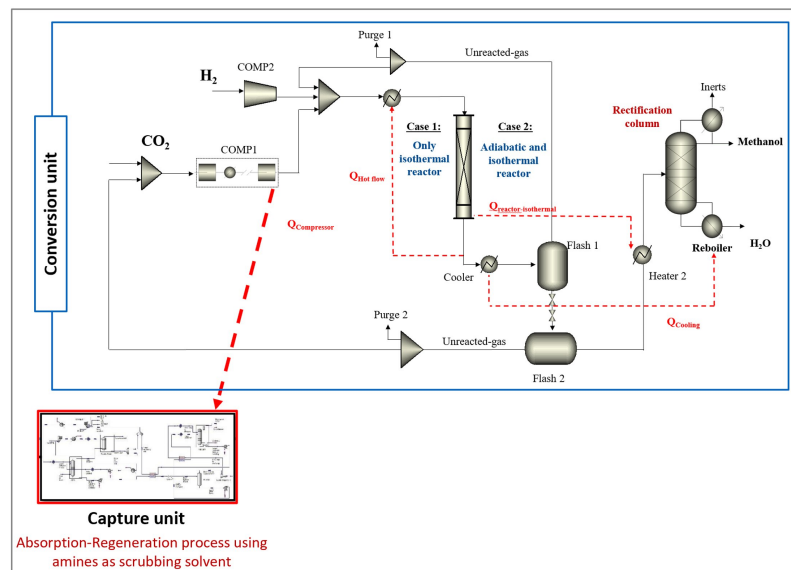 Purge 1
Unreacted-gas
H2
COMP2
Inerts
Rectification
column
Methanol
Case 1:
Only
isothermal
reactor
Case 2:
Adiabatic and
isothermal
reactor
CO2
COMP1
QHot flow
Qreactor-isothermal
QCompressor
Conversion unit
Flash 1
Cooler
Reboiler
H2O
Heater 2
Purge 2
QCooling
Unreacted-gas
Flash 2
Capture unit
Absorption-Regeneration process using
amines as scrubbing solvent